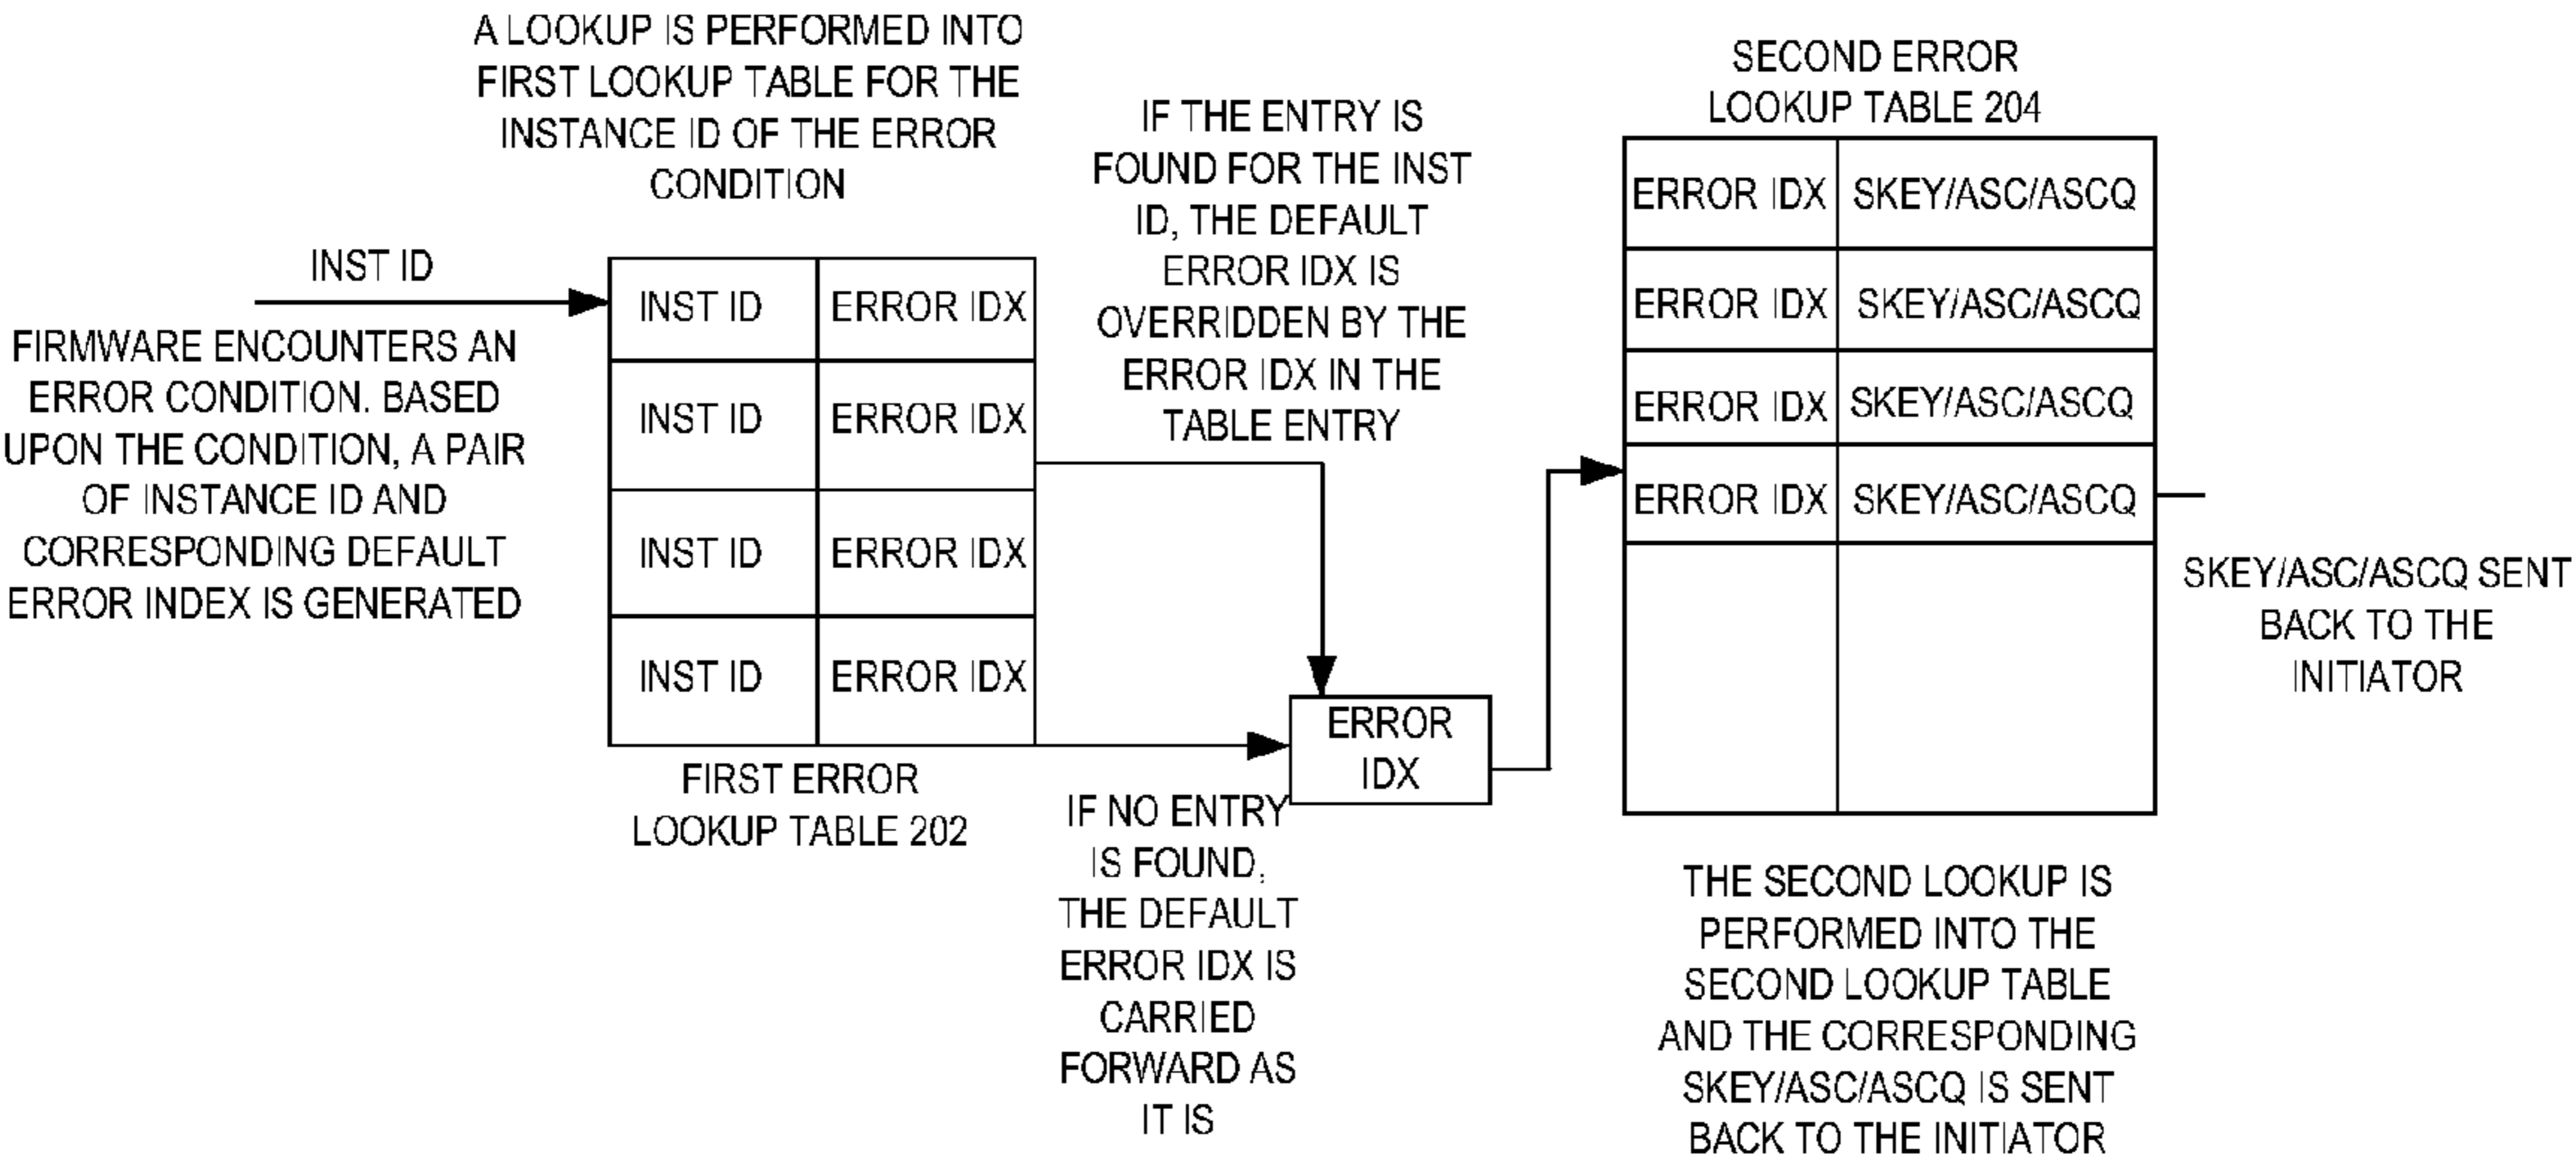 A LOOKUP IS PERFORMED INTO
FIRST LOOKUP TABLE FOR THE
INSTANCE ID OF THE ERROR
CONDITION
INST ID
FIRMWARE ENCOUNTERS AN
ERROR CONDITION. BASED
UPON THE CONDITION, A PAIR
OF INSTANCE ID AND
CORRESPONDING DEFAULT
ERROR INDEX IS GENERATED
INST ID ERROR IDX
INST ID ERROR IDX
INST ID ERROR IDX
INST ID ERROR IDX
FIRST ERROR
LOOKUP TABLE 202
IF THE ENTRY IS
FOUND FOR THE INST
ID, THE DEFAULT
ERROR IDX IS
OVERRIDDEN BY THE
ERROR IDX IN THE
TABLE ENTRY
ERROR
IDX
IF NO ENTRY
IS FOUND,
THE DEFAULT
ERROR IDX IS
CARRIED
FORWARD AS
IT IS
SECOND ERROR
LOOKUP TABLE 204
ERROR IDX SKEY/ASC/ASCQ
ERROR IDX SKEY/ASC/ASCQ
ERROR IDX SKEY/ASC/ASCQ
ERROR IDX SKEY/ASC/ASCQ
SKEY/ASC/ASCQ SENT
BACK TO THE
INITIATOR
THE SECOND LOOKUP IS
PERFORMED INTO THE
SECOND LOOKUP TABLE
AND THE CORRESPONDING
SKEY/ASC/ASCQ IS SENT
BACK TO THE INITIATOR